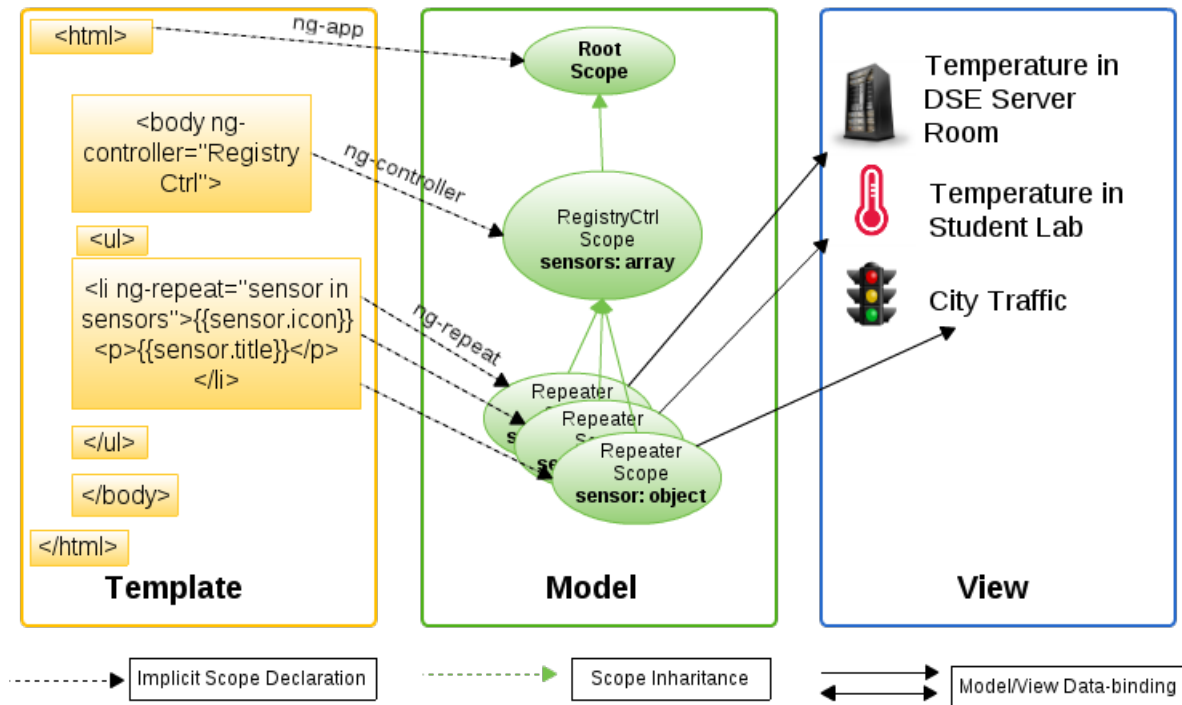 <html>
<body ng-
controller="Registry
Ctrl">
<ul>
<li ng-repeat="sensor in
sensors">{{sensor.icon}}
<p>{{sensor.title}}</p>
</li>
</ul>
</body>
</html>
Template
ng-app
ng-controller
ng-repeat
Root
Scope
RegistryCtrl
Scope
sensors: array
Repeater
Repeater
Repeater
Scope
sensor: object
Model
Temperature in
DSE Server
Room
Temperature in
Student Lab
City Traffic
View
Implicit Scope Declaration
Scope Inheritance
Model/View Data-binding